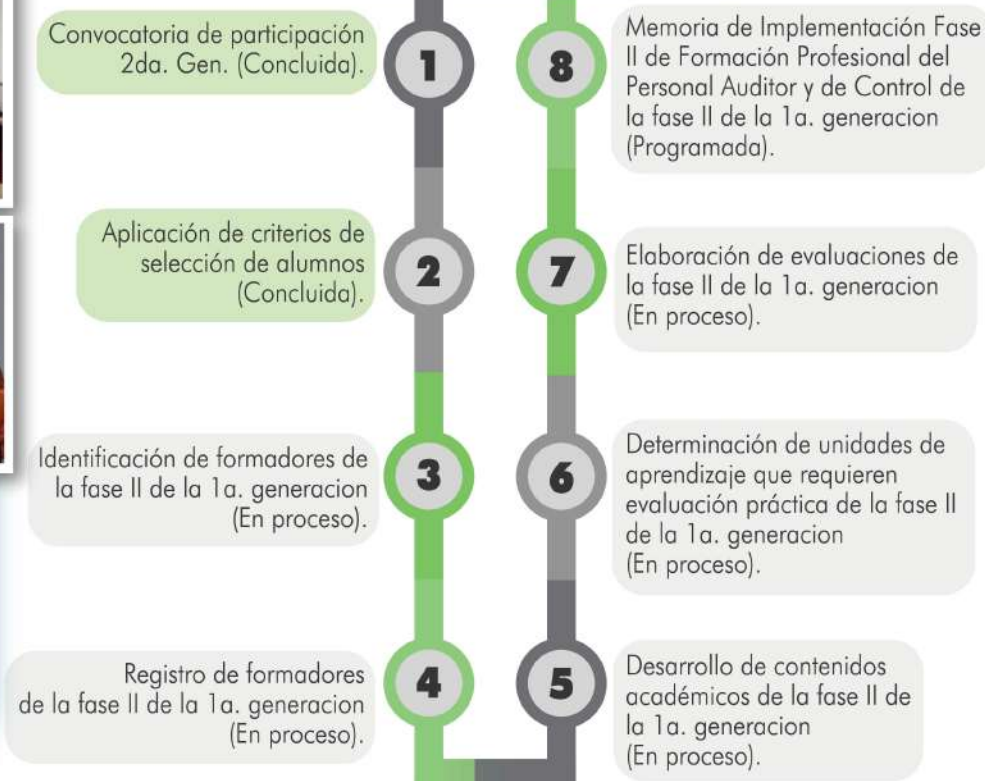 Convocatoria de participación
2da. Gen. (Concluida).
1
Aplicación de criterios de
selección de alumnos
(Concluida).
2
Identificación de formadores de
la fase II de la 1a. generacion
(En proceso).
3
Registro de formadores
de la fase II de la 1a. generacion
(En proceso).
4
5
Desarrollo de contenidos
académicos de la fase II de
la 1a. generacion
(En proceso).
6
Determinación de unidades de
aprendizaje que requieren
evaluación práctica de la fase II
de la 1a. generacion
(En proceso).
7
Elaboración de evaluaciones de
la fase II de la 1a. generacion
(En proceso).
8
Memoria de Implementación Fase
II de Formación Profesional del
Personal Auditor y de Control de
la fase II de la 1a. generacion
(Programada).